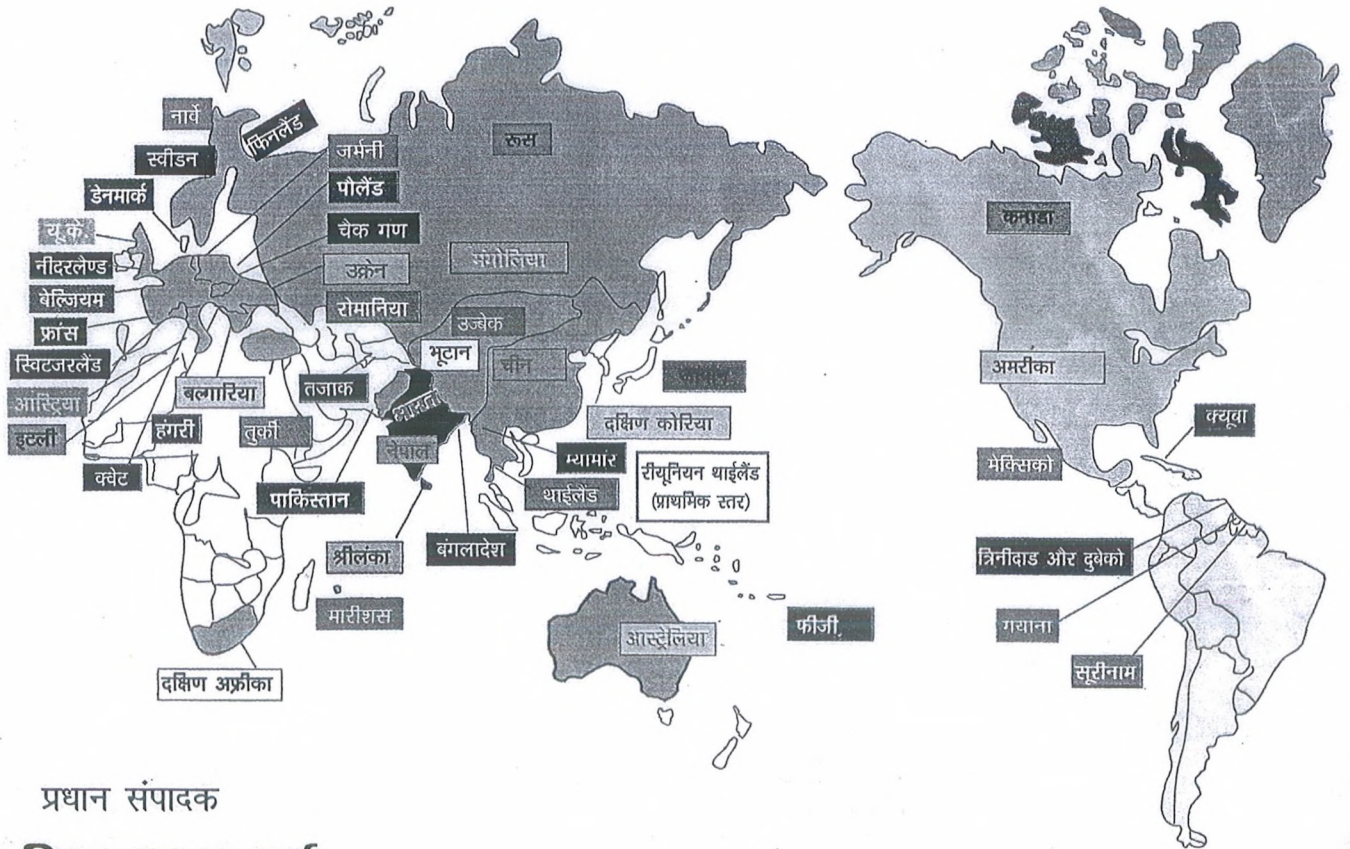 नार्वे
फिनलैंड
स्वीडन
जर्मनी
रूस
पौलैंड
डेनमार्क
चैक गण
यू.के.
कनाडा
नीदरलैण्ड
उक्रेन
मंगोलिया
बेल्जियम
रोमानिया
फ्रांस
उज्बेक
स्विटजरलैंड
भूटान
चीन
अमरीका
आस्ट्रिया
बल्गारिया
तजाक
भारत
इटली
हंगरी
तुर्की
नेपाल
दक्षिण कोरिया
क्यूबा
क्वेट
म्यामांर
मेक्सिको
पाकिस्तान
थाईलैंड
रीयूनियन थाईलैंड
(प्राथमिक स्तर)
श्रीलंका
बंगलादेश
त्रिनीदाड और दुबेको
मारीशस
आस्ट्रेलिया
फीजी
गयाना
सूरीनाम
दक्षिण अफ्रीका
प्रधान संपादक